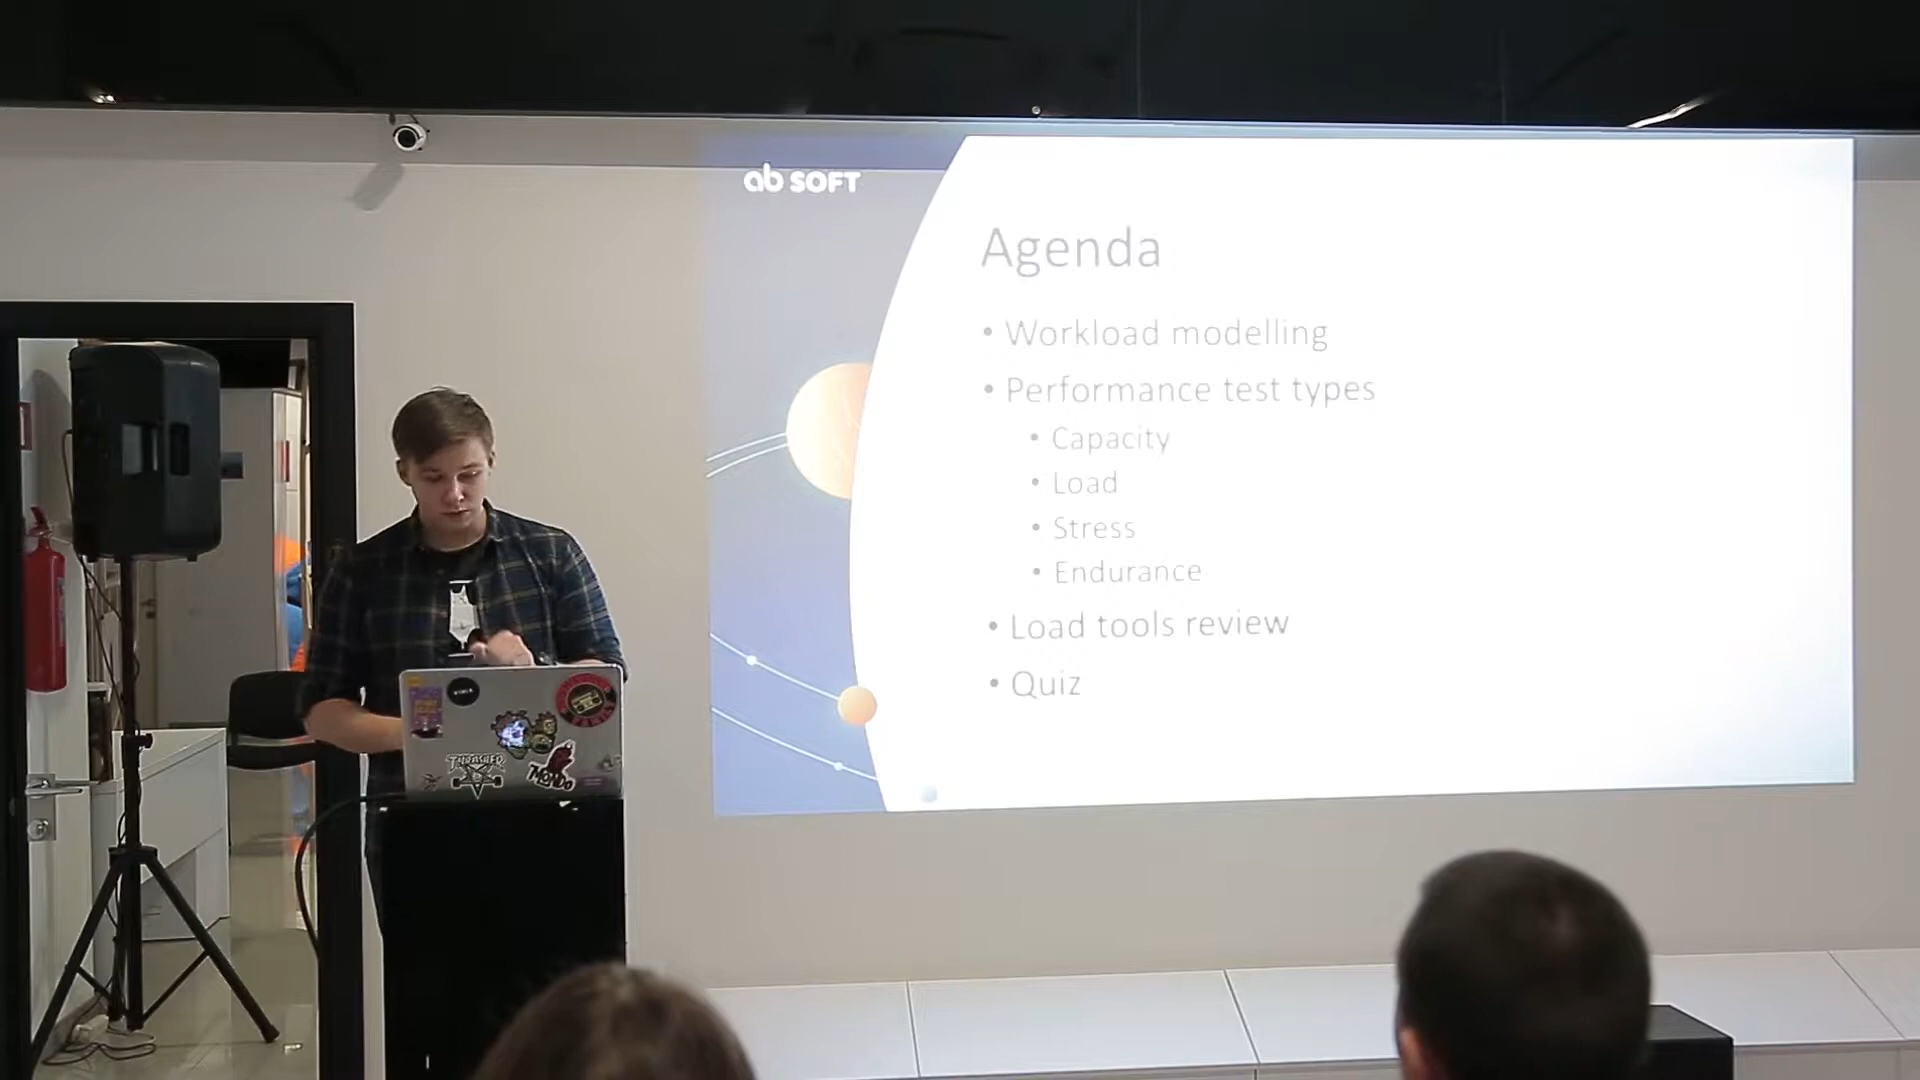 ab SOFT
Agenda
• Workload modelling
• Performance test types
• Capacity
• Load
• Stress
• Endurance
• Load tools review
• Quiz
THRASHER
MONDO